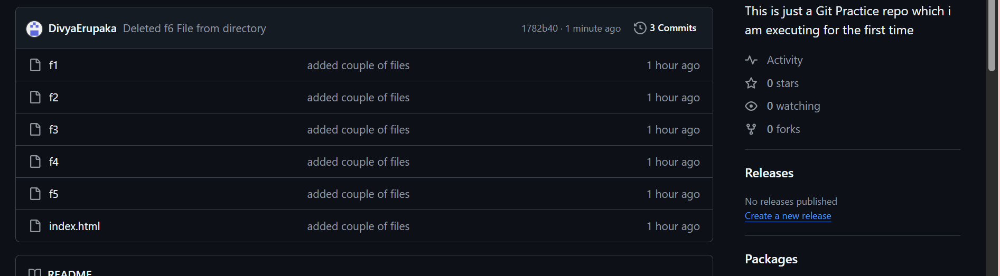 DivyaErupaka Deleted f6 File from directory 1782b40 · 1 minute ago 3 Commits
f1 added couple of files 1 hour ago
f2 added couple of files 1 hour ago
f3 added couple of files 1 hour ago
f4 added couple of files 1 hour ago
f5 added couple of files 1 hour ago
index.html added couple of files 1 hour ago
README
This is just a Git Practice repo which i
am executing for the first time
Activity
0 stars
0 watching
0 forks
Releases
No releases published
Create a new release
Packages